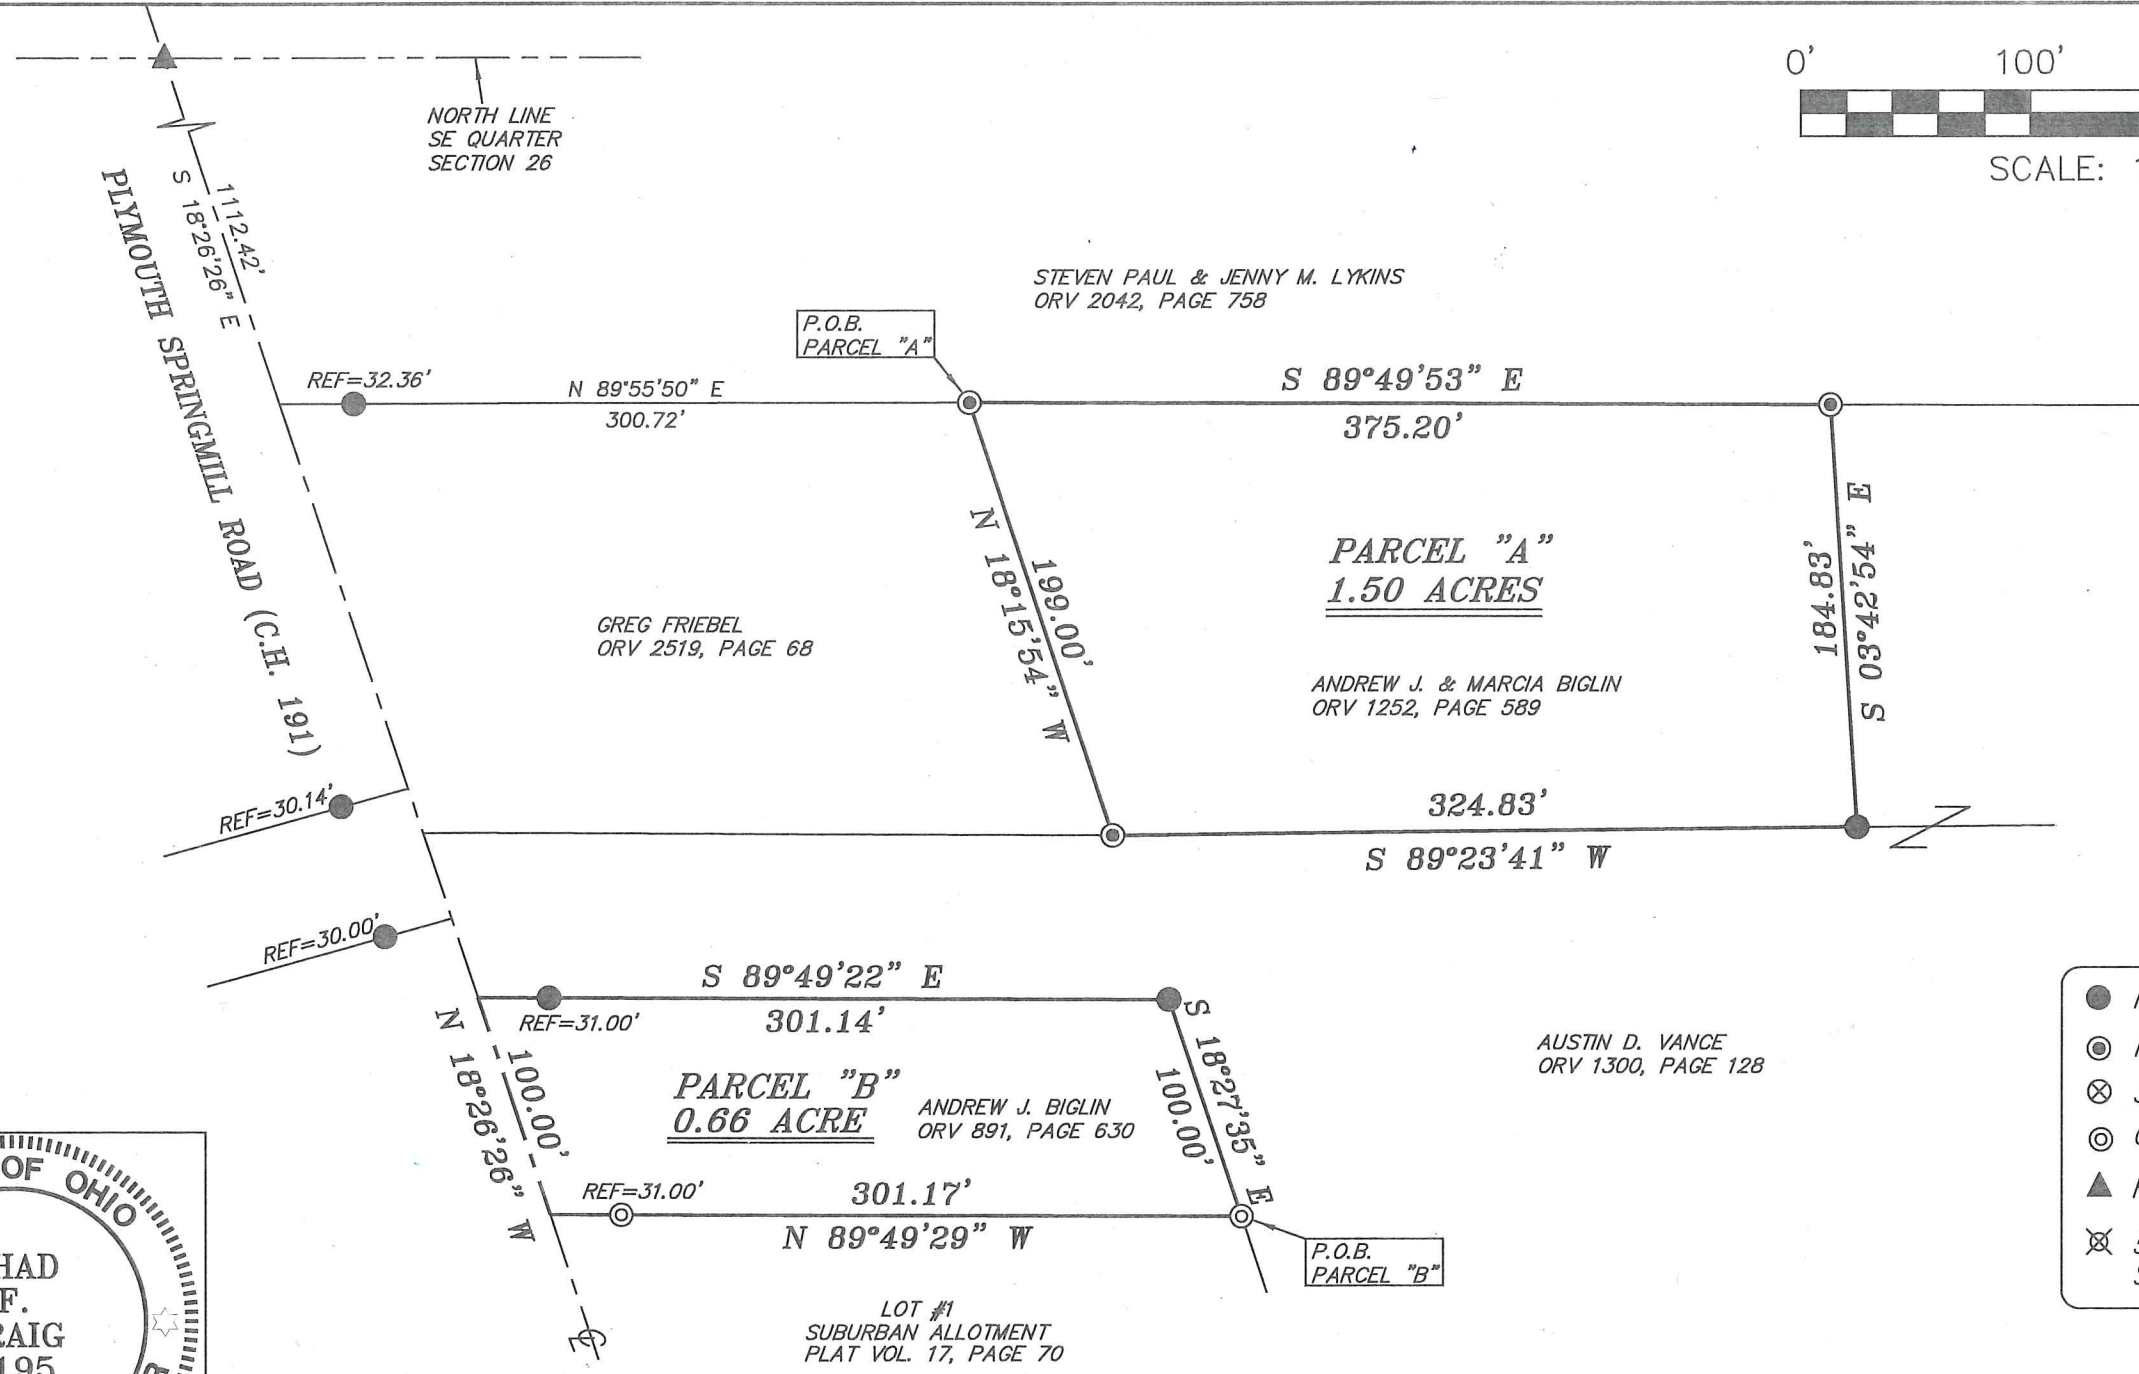 0' 100'
SCALE:
NORTH LINE
SE QUARTER
SECTION 26
1112.42'
S 18°26'26" E
PLYMOUTH SPRINGMILL ROAD (C.H. 191)
STEVEN PAUL & JENNY M. LYKINS
ORV 2042, PAGE 758
P.O.B.
PARCEL "A"
REF=32.36'
N 89°55'50" E
300.72'
S 89°49'53" E
375.20'
N 18°15'54" W
199.00'
PARCEL "A"
1.50 ACRES
184.83'
S 03°42'54" E
GREG FRIEBEL
ORV 2519, PAGE 68
ANDREW J. & MARCIA BIGLIN
ORV 1252, PAGE 589
REF=30.14'
324.83'
S 89°23'41" W
REF=30.00'
S 89°49'22" E
301.14'
REF=31.00'
N 18°26'26" W
100.00'
PARCEL "B"
0.66 ACRE
ANDREW J. BIGLIN
ORV 891, PAGE 630
S 18°27'35" E
100.00'
AUSTIN D. VANCE
ORV 1300, PAGE 128
REF=31.00'
301.17'
N 89°49'29" W
P.O.B.
PARCEL "B"
LOT #1
SUBURBAN ALLOTMENT
PLAT VOL. 17, PAGE 70
OF OHIO
HAD
F.
RAIG
195